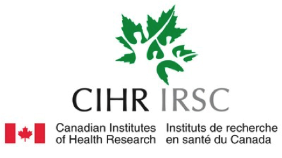 CIHR IRSC
Canadian Institutes Instituts de recherche
of Health Research en santé du Canada